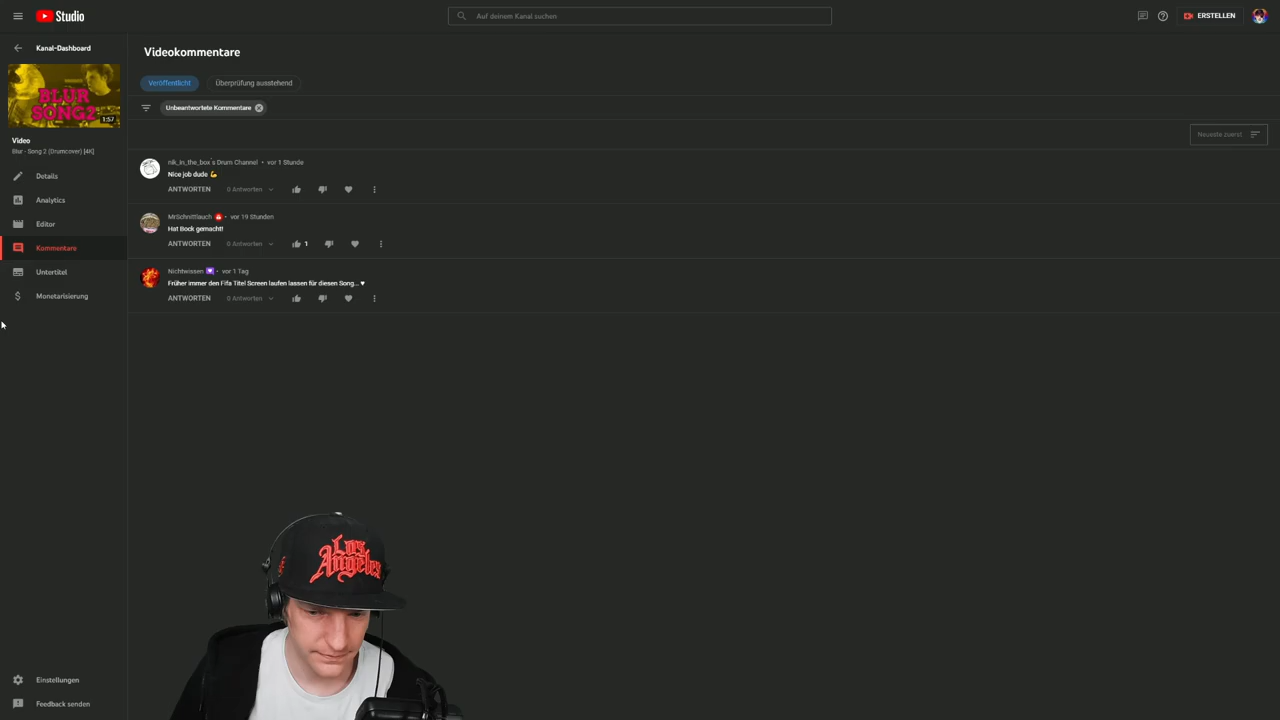 Studio
Auf deinem Kanal suchen
ERSTELLEN
Kanal-Dashboard
BLUR
SONG2
1:57
Video
Blur - Song 2 (Drumcover) [4K]
Details
Analytics
Editor
Kommentare
Untertitel
Monetarisierung
Einstellungen
Feedback senden
Videokommentare
Veröffentlicht
Überprüfung ausstehend
Unbeantwortete Kommentare
Neueste zuerst
nik_in_the_box´s Drum Channel • vor 1 Stunde
Nice job dude 💪
ANTWORTEN 0 Antworten
MrSchnittlauch • vor 19 Stunden
Hat Bock gemacht!
ANTWORTEN 0 Antworten 1
Nichtwissen • vor 1 Tag
Früher immer den Fifa Titel Screen laufen lassen für diesen Song... ♥
ANTWORTEN 0 Antworten
Los
Angeles